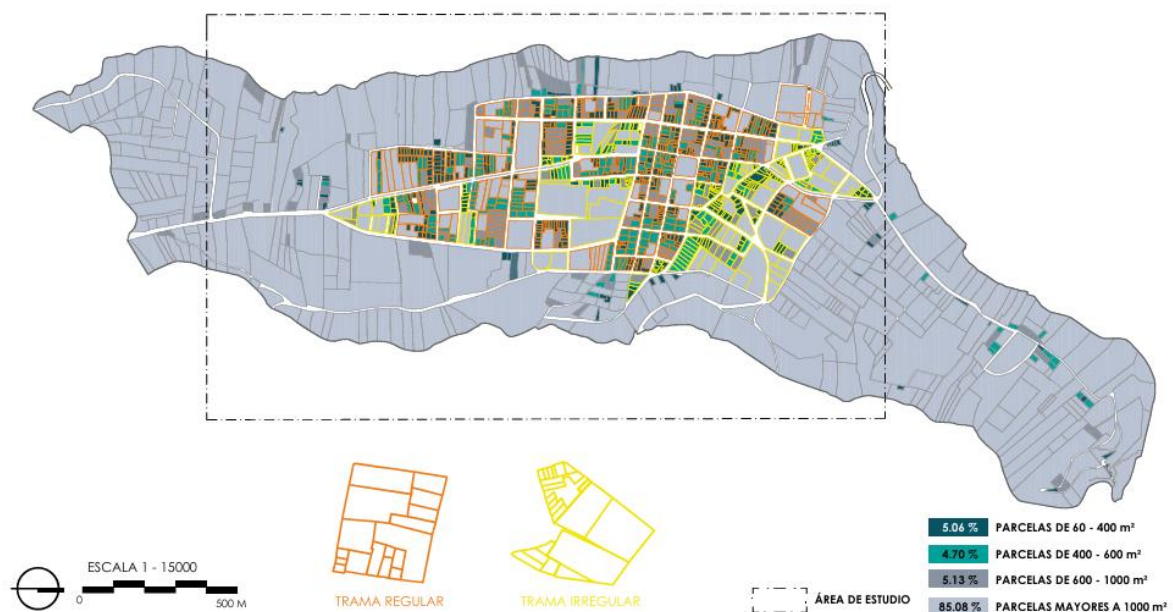 ESCALA 1 - 15000
0
500 M
TRAMA REGULAR
TRAMA IRREGULAR
ÁREA DE ESTUDIO
5.06 % PARCELAS DE 60 - 400 m²
4.70 % PARCELAS DE 400 - 600 m²
5.13 % PARCELAS DE 600 - 1000 m²
85.08 % PARCELAS MAYORES A 1000 m²